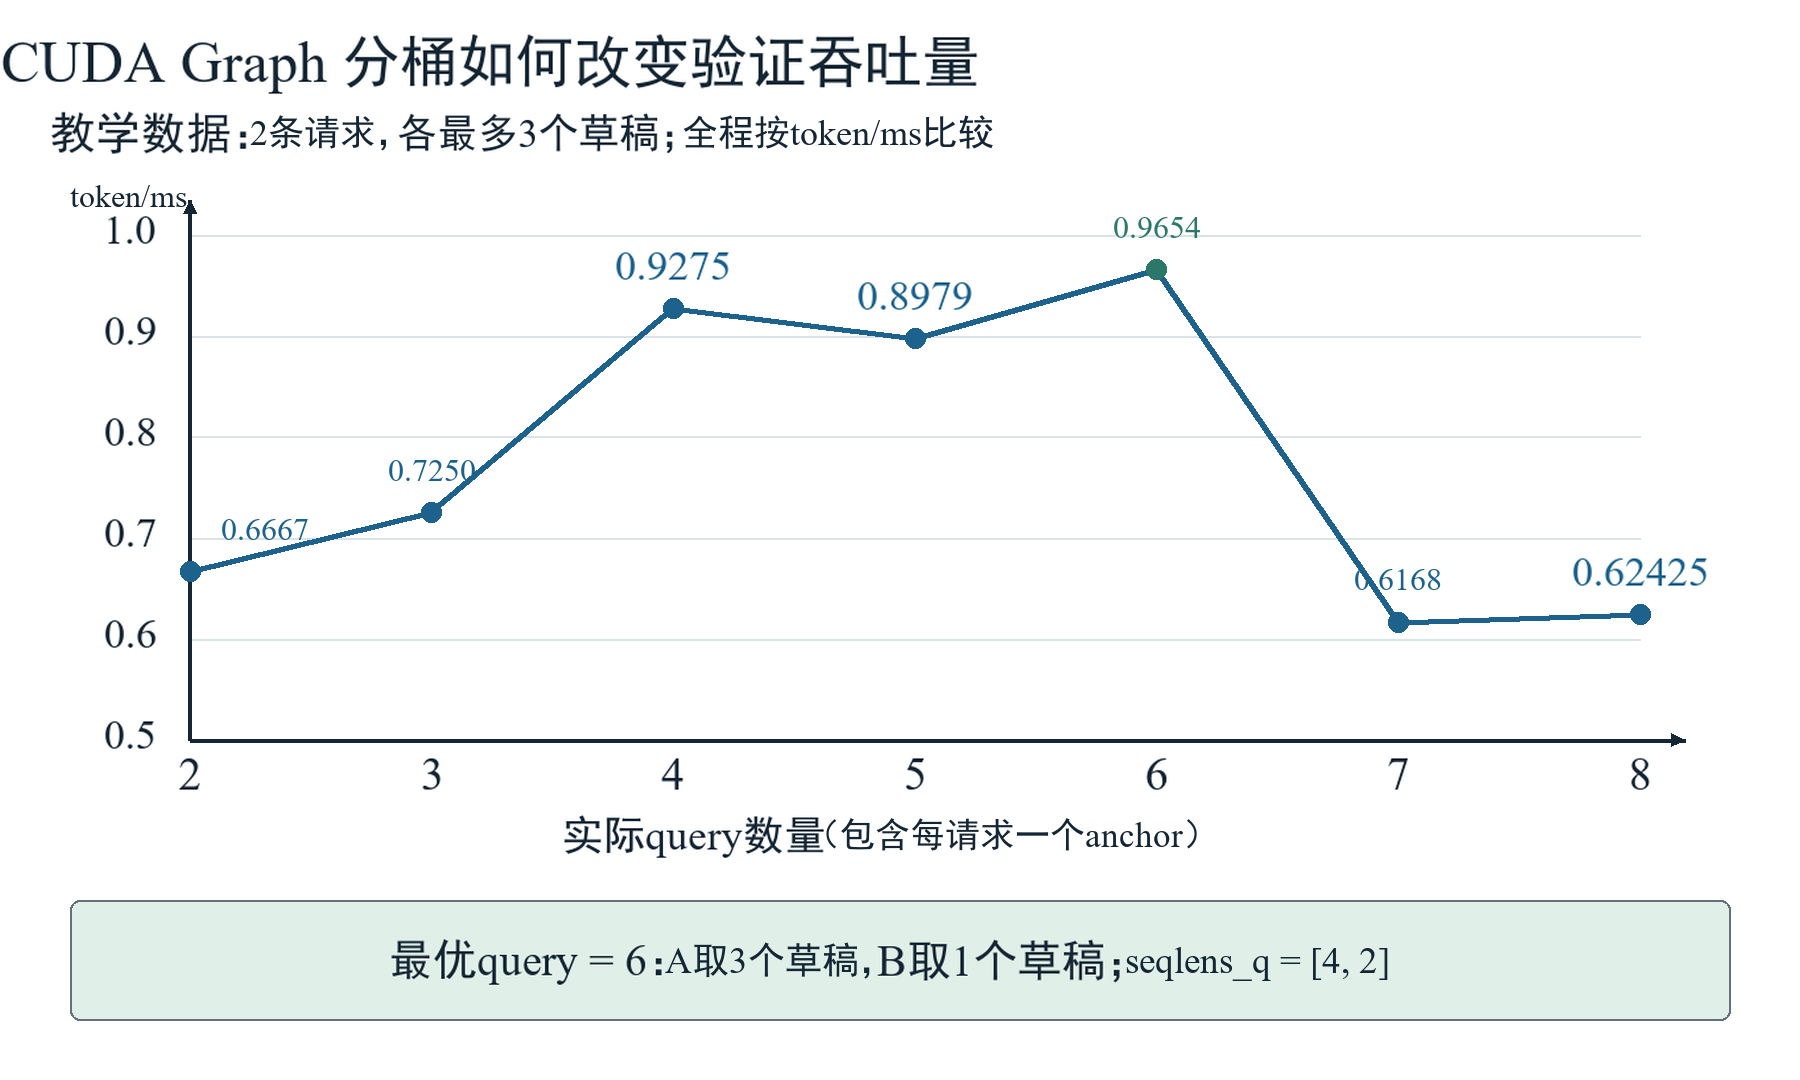 CUDA Graph 分桶如何改变验证吞吐量
教学数据:2条请求, 各最多3个草稿; 全程按token/ms比较
token/ms
1.0
0.9
0.8
0.7
0.6
0.5
0.6667
0.7250
0.9275
0.8979
0.9654
0.6168
0.62425
2 3 4 5 6 7 8
实际query数量(包含每请求一个anchor)
最优query = 6:A取3个草稿,B取1个草稿;seqlens_q = [4, 2]